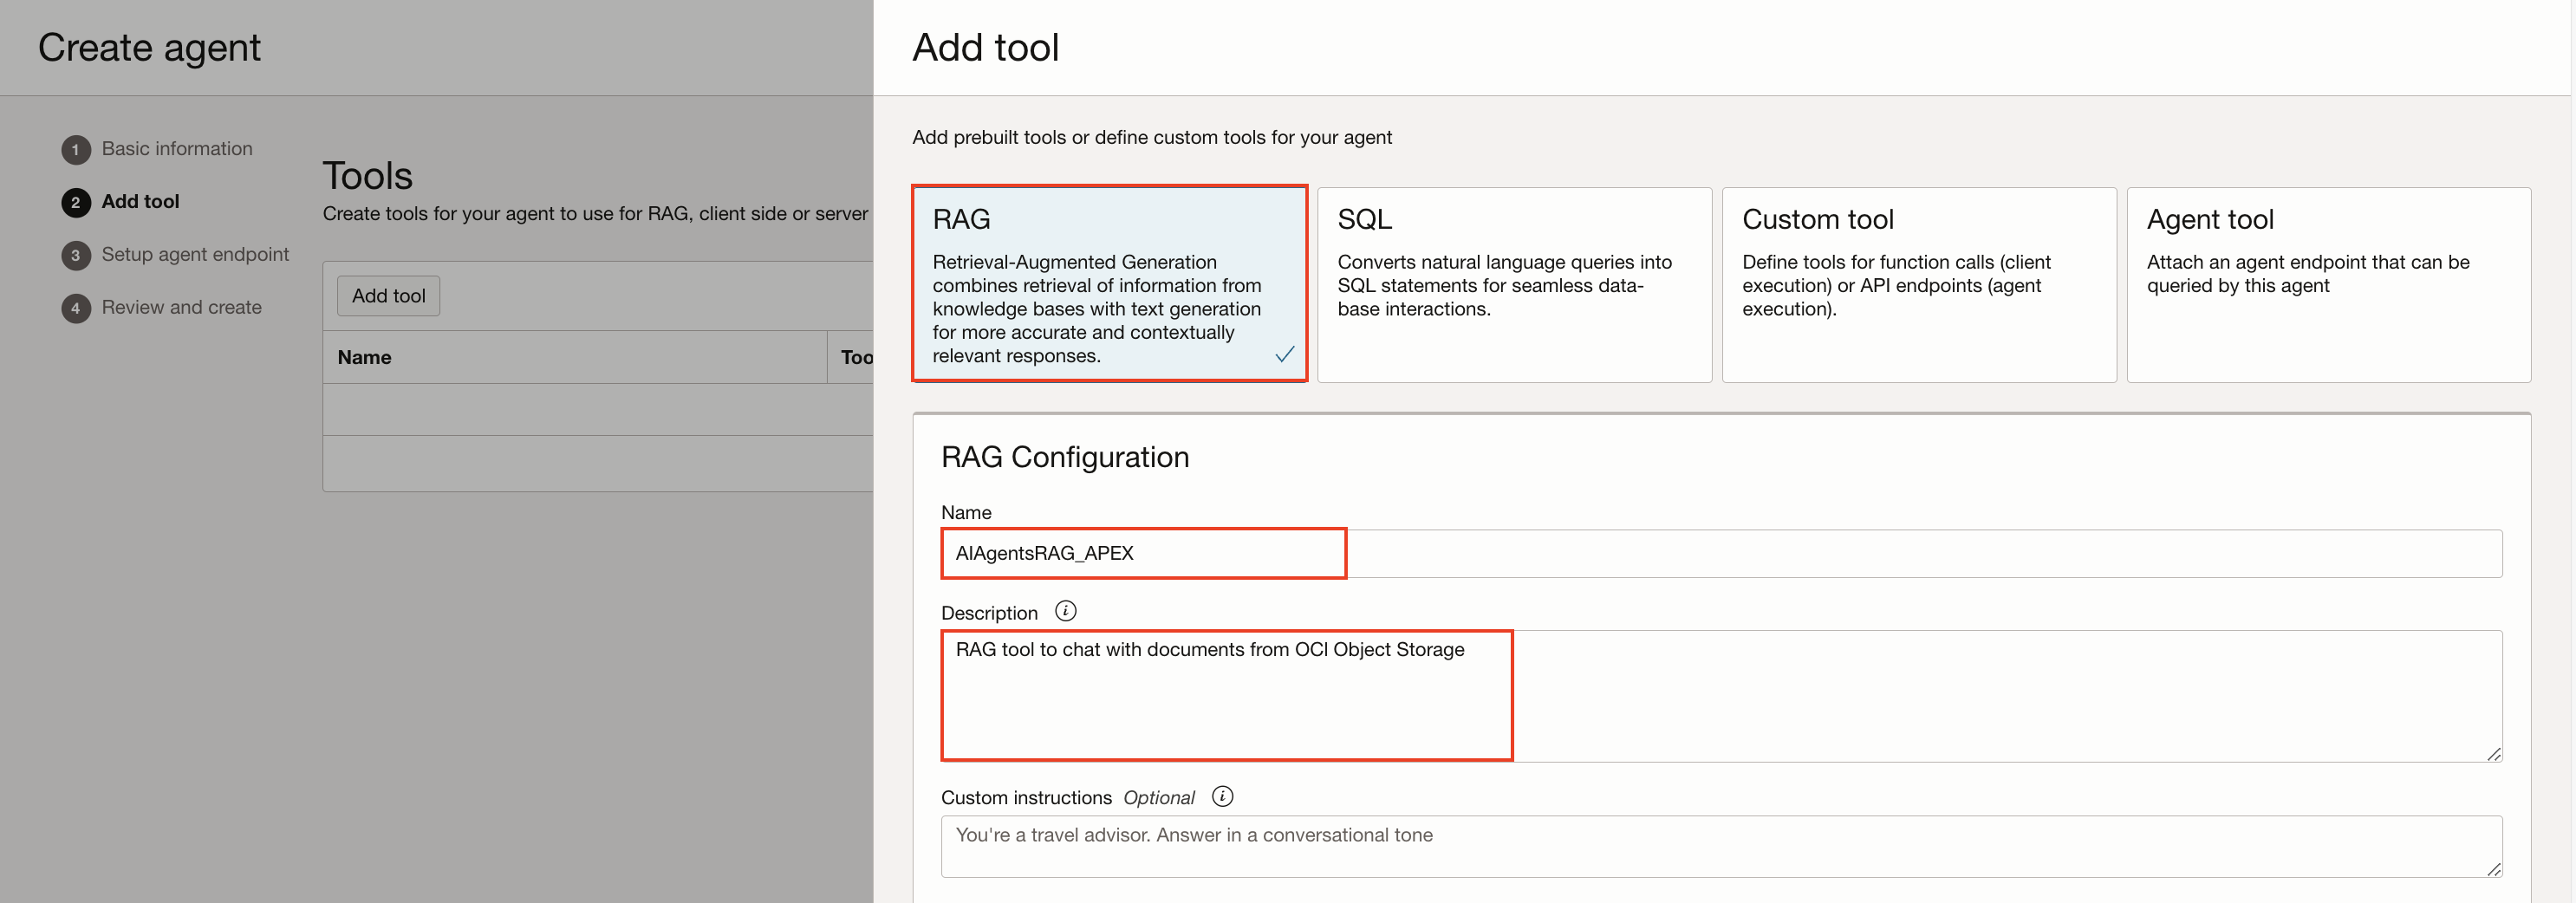 Create agent
1 Basic information
2 Add tool
3 Setup agent endpoint
4 Review and create
Tools
Create tools for your agent to use for RAG, client side or server
Add tool
Name
Too
Add tool
Add prebuilt tools or define custom tools for your agent
RAG
Retrieval-Augmented Generation
combines retrieval of information from
knowledge bases with text generation
for more accurate and contextually
relevant responses.
SQL
Converts natural language queries into
SQL statements for seamless data-
base interactions.
Custom tool
Define tools for function calls (client
execution) or API endpoints (agent
execution).
Agent tool
Attach an agent endpoint that can be
queried by this agent
RAG Configuration
Name
AIAgentsRAG_APEX
Description
RAG tool to chat with documents from OCI Object Storage
Custom instructions Optional
You're a travel advisor. Answer in a conversational tone